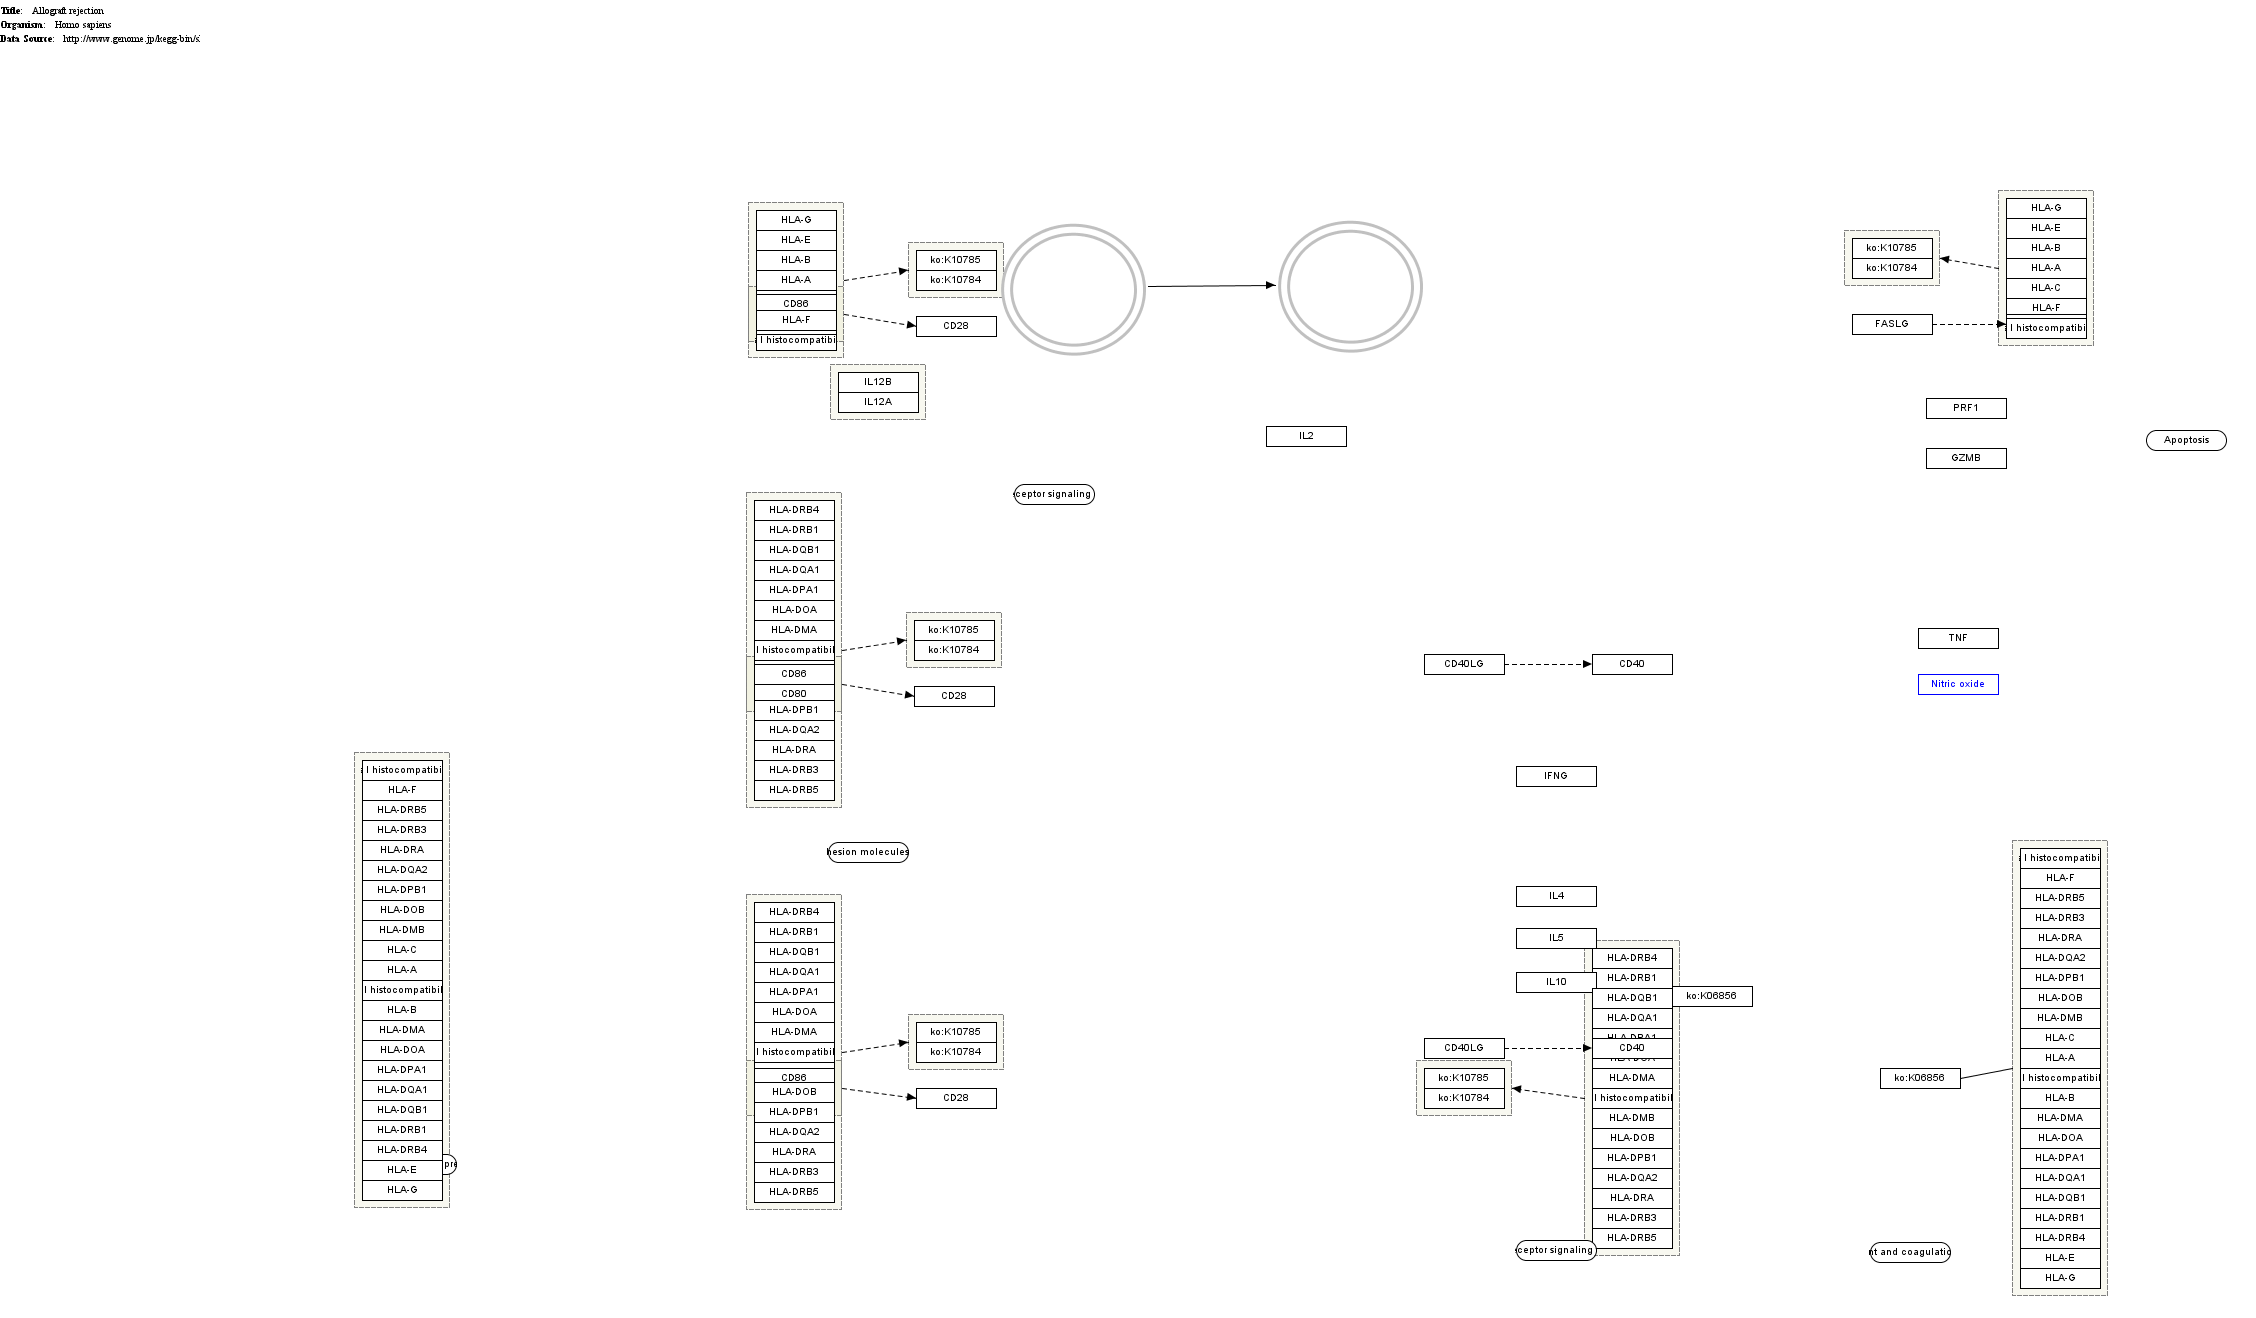 Title: Allograft rejection
Organism: Homo sapiens
Data Source: http://www.genome.jp/kegg-bin/s
HLA-G
HLA-E
HLA-B
HLA-A
CD86
HLA-F
I histocompatibi
ko:K10785
ko:K10784
CD28
IL12B
IL12A
IL2
ko:K10785
ko:K10784
FASLG
HLA-G
HLA-E
HLA-B
HLA-A
HLA-C
HLA-F
I histocompatibi
PRF1
GZMB
Apoptosis
ceptor signaling
HLA-DRB4
HLA-DRB1
HLA-DQB1
HLA-DQA1
HLA-DPA1
HLA-DOA
HLA-DMA
I histocompatibil
CD86
CD80
HLA-DPB1
HLA-DQA2
HLA-DRA
HLA-DRB3
HLA-DRB5
ko:K10785
ko:K10784
CD28
CD40LG
CD40
TNF
Nitric oxide
IFNG
I histocompatibi
HLA-F
HLA-DRB5
HLA-DRB3
HLA-DRA
HLA-DQA2
HLA-DPB1
HLA-DOB
HLA-DMB
HLA-C
HLA-A
I histocompatibil
HLA-B
HLA-DMA
HLA-DOA
HLA-DPA1
HLA-DQA1
HLA-DQB1
HLA-DRB1
HLA-DRB4
HLA-E
HLA-G
pre
hesion molecules
HLA-DRB4
HLA-DRB1
HLA-DQB1
HLA-DQA1
HLA-DPA1
HLA-DOA
HLA-DMA
I histocompatibil
CD86
HLA-DOB
HLA-DPB1
HLA-DQA2
HLA-DRA
HLA-DRB3
HLA-DRB5
ko:K10785
ko:K10784
CD28
IL4
IL5
IL10
CD40LG
ko:K10785
ko:K10784
HLA-DRB4
HLA-DRB1
HLA-DQB1
HLA-DQA1
HLA-DPA1
CD40
HLA-DOA
HLA-DMA
I histocompatibil
HLA-DMB
HLA-DOB
HLA-DPB1
HLA-DQA2
HLA-DRA
HLA-DRB3
HLA-DRB5
ko:K06856
ceptor signaling
ko:K06856
nt and coagulatic
I histocompatibi
HLA-F
HLA-DRB5
HLA-DRB3
HLA-DRA
HLA-DQA2
HLA-DPB1
HLA-DOB
HLA-DMB
HLA-C
HLA-A
I histocompatibil
HLA-B
HLA-DMA
HLA-DOA
HLA-DPA1
HLA-DQA1
HLA-DQB1
HLA-DRB1
HLA-DRB4
HLA-E
HLA-G